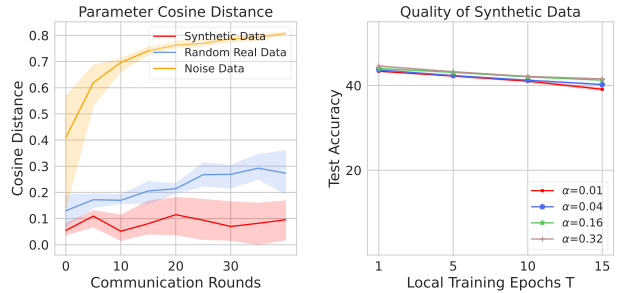 Parameter Cosine Distance
Cosine Distance
0.8
0.7
0.6
0.5
0.4
0.3
0.2
0.1
0.0
Synthetic Data
Random Real Data
Noise Data
0 10 20 30
Communication Rounds
Quality of Synthetic Data
Test Accuracy
40
20
α=0.01
α=0.04
α=0.16
α=0.32
1 5 10 15
Local Training Epochs T